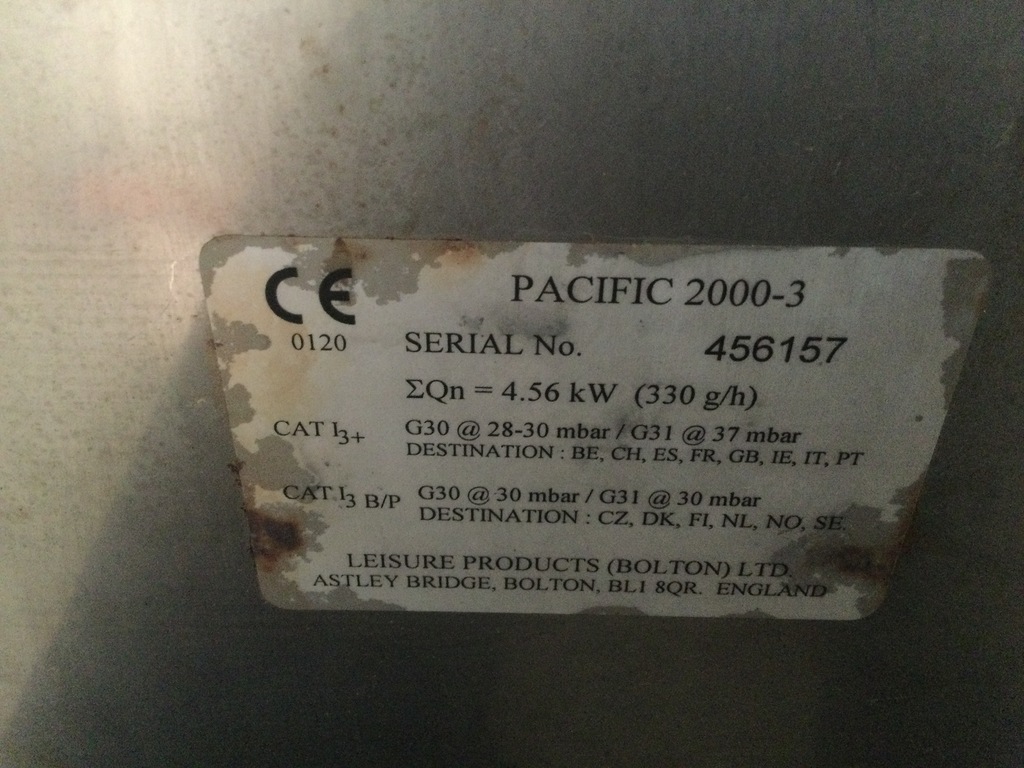 CE PACIFIC 2000-3
0120 SERIAL No. 456157
ΣQn = 4.56 kW (330 g/h)
CAT I3+ G30 @ 28-30 mbar / G31 @ 37 mbar
DESTINATION : BE, CH, ES, FR, GB, IE, IT, PT
CAT I3 B/P G30 @ 30 mbar / G31 @ 30 mbar
DESTINATION : CZ, DK, FI, NL, NO, SE.
LEISURE PRODUCTS (BOLTON) LTD.
ASTLEY BRIDGE, BOLTON, BL1 8QR. ENGLAND